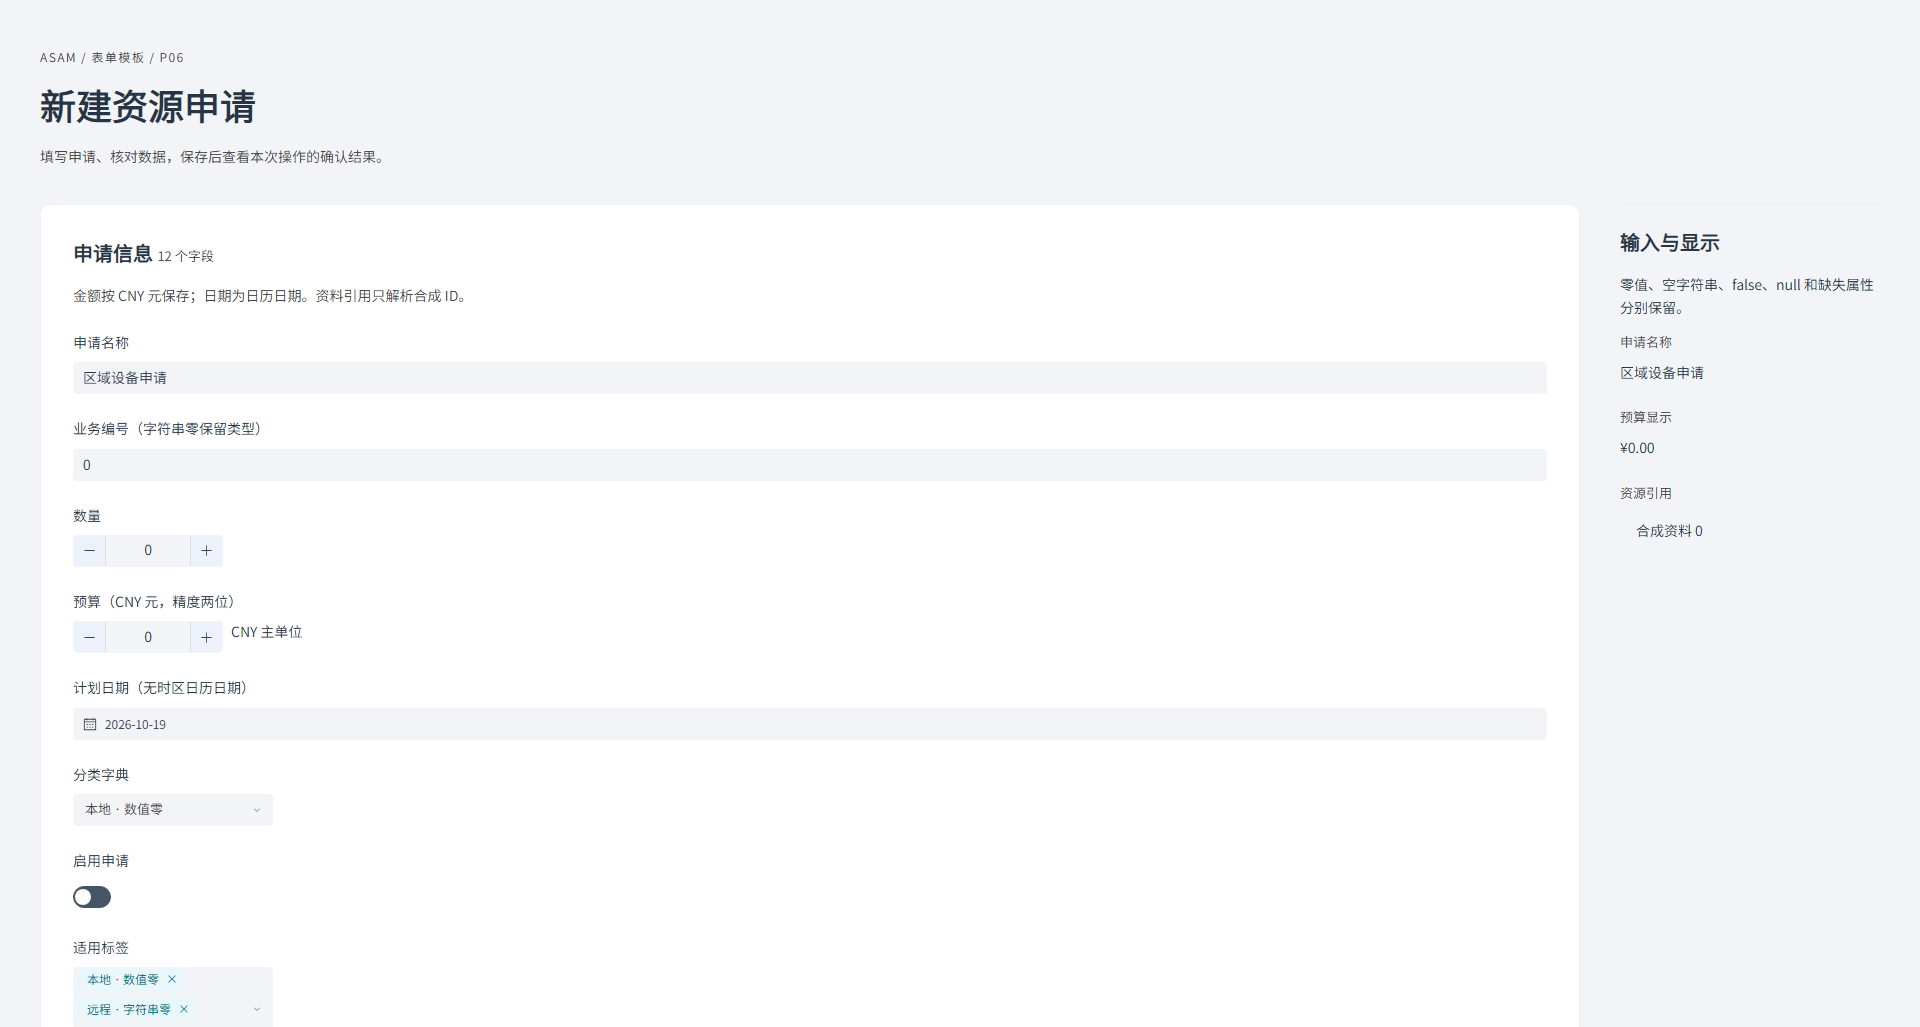 ASAM / 表单模板 / P06
新建资源申请
填写申请、核对数据，保存后查看本次操作的确认结果。
申请信息 12 个字段
金额按 CNY 元保存；日期为日历日期。资料引用只解析合成 ID。
申请名称
区域设备申请
业务编号（字符串零保留类型）
0
数量
0
预算（CNY 元，精度两位）
0
CNY 主单位
计划日期（无时区日历日期）
2026-10-19
分类字典
本地 · 数值零
启用申请
适用标签
本地 · 数值零
远程 · 字符串零
输入与显示
零值、空字符串、false、null 和缺失属性
分别保留。
申请名称
区域设备申请
预算显示
¥0.00
资源引用
合成资料 0